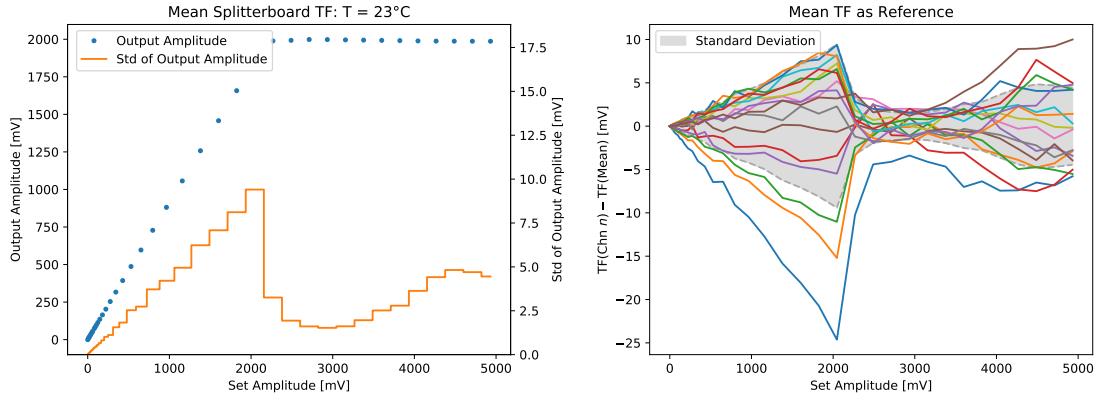 Mean Splitterboard TF: T = 23°C
Output Amplitude
Std of Output Amplitude
Output Amplitude [mV]
2000
1750
1500
1250
1000
750
500
250
0
17.5
15.0
12.5
10.0
7.5
5.0
2.5
0.0
Std of Output Amplitude [mV]
0 1000 2000 3000 4000 5000
Set Amplitude [mV]
Mean TF as Reference
Standard Deviation
TF(Chn n) − TF(Mean) [mV]
10
5
0
−5
−10
−15
−20
−25
0 1000 2000 3000 4000 5000
Set Amplitude [mV]